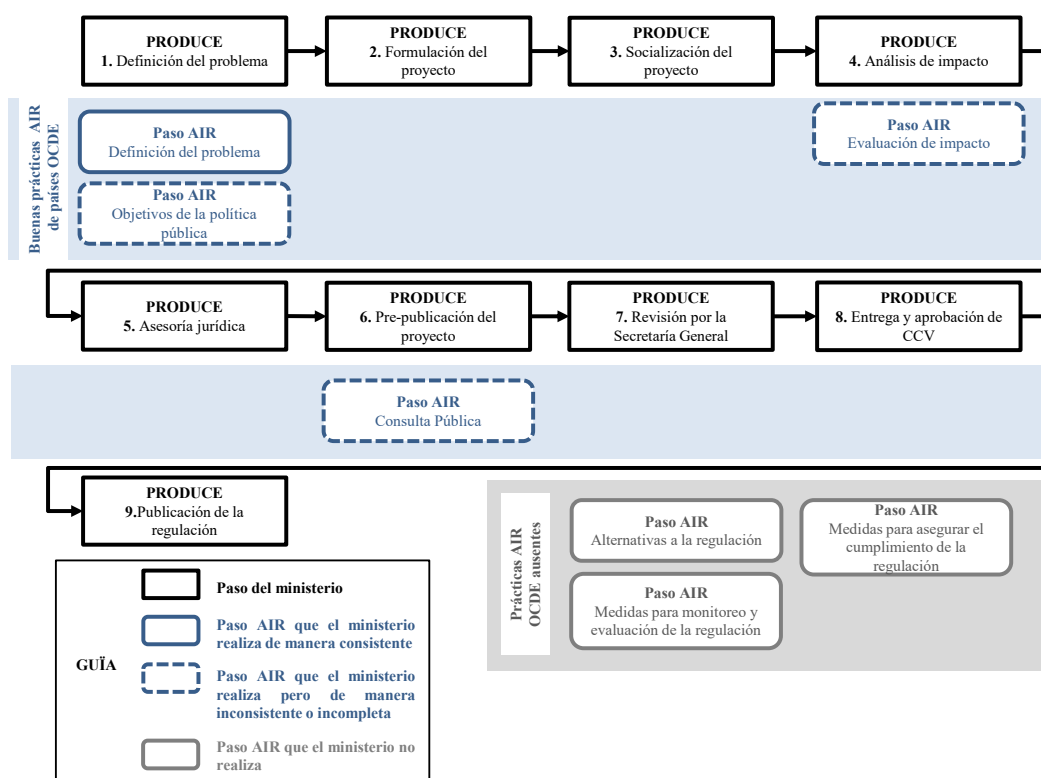 PRODUCE
1. Definición del problema
PRODUCE
2. Formulación del
proyecto
PRODUCE
3. Socialización del
proyecto
PRODUCE
4. Análisis de impacto
Buenas prácticas AIR
de países OCDE
Paso AIR
Definición del problema
Paso AIR
Evaluación de impacto
Paso AIR
Objetivos de la política
pública
PRODUCE
5. Asesoría jurídica
PRODUCE
6. Pre-publicación del
proyecto
PRODUCE
7. Revisión por la
Secretaría General
PRODUCE
8. Entrega y aprobación de
CCV
Paso AIR
Consulta Pública
PRODUCE
9.Publicación de la
regulación
Prácticas AIR
OCDE ausentes
Paso AIR
Alternativas a la regulación
Paso AIR
Medidas para asegurar el
cumplimiento de la
regulación
Paso AIR
Medidas para monitoreo y
evaluación de la regulación
GUÏA
Paso del ministerio
Paso AIR que el ministerio
realiza de manera consistente
Paso AIR que el ministerio
realiza pero de manera
inconsistente o incompleta
Paso AIR que el ministerio no
realiza